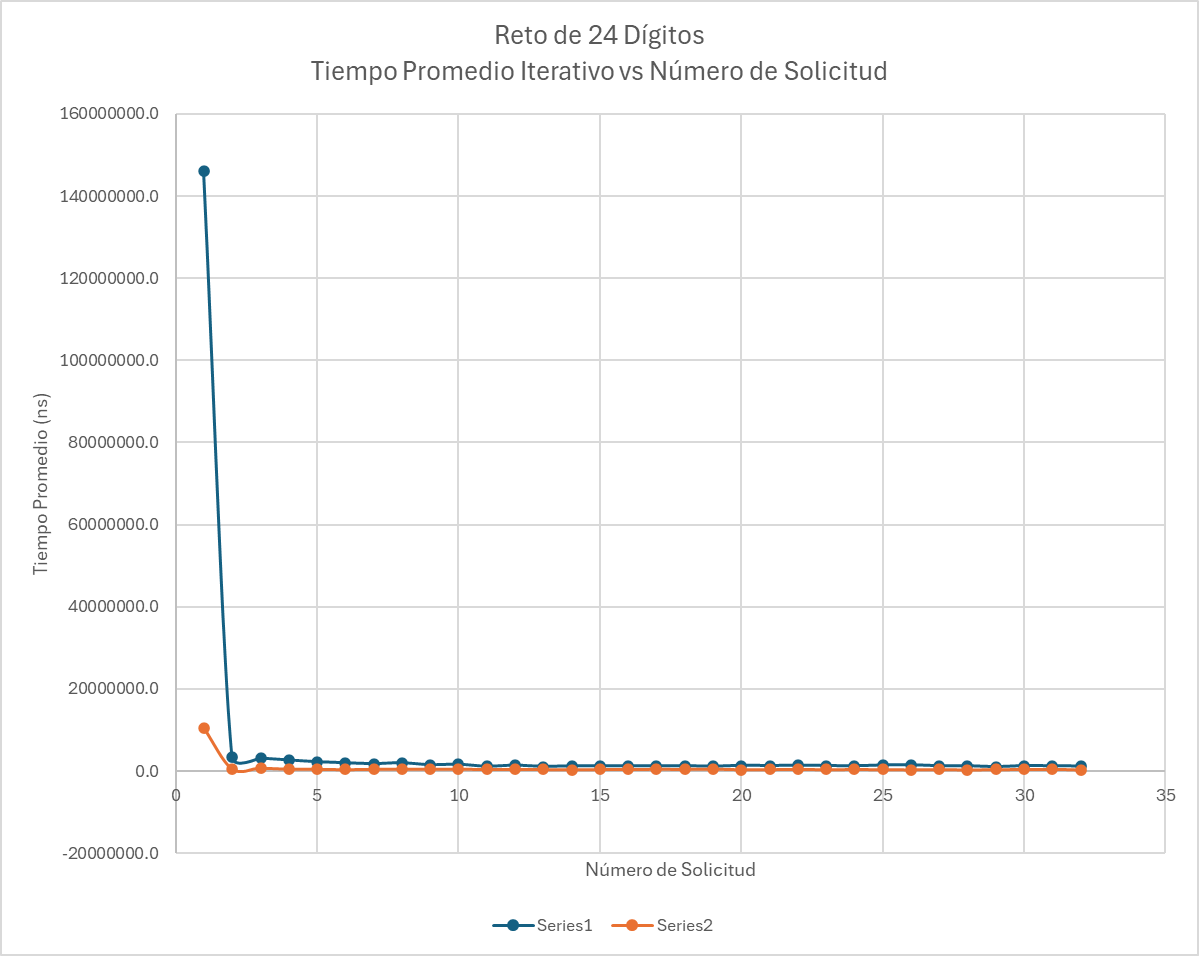 Reto de 24 Dígitos
Tiempo Promedio Iterativo vs Número de Solicitud
160000000.0
140000000.0
120000000.0
100000000.0
80000000.0
60000000.0
40000000.0
20000000.0
0.0
-20000000.0
Tiempo Promedio (ns)
0 5 10 15 20 25 30 35
Número de Solicitud
Series1 Series2